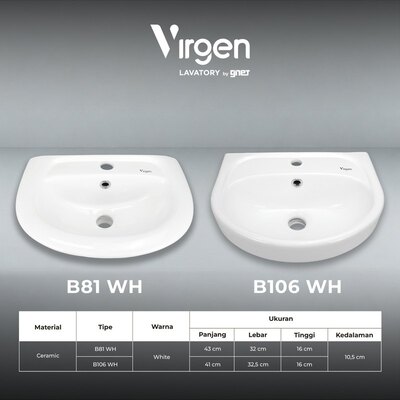 Virgen
LAVATORY by gnet
Virgen
Virgen
B81 WH
B106 WH
Material Tipe Warna Ukuran
Panjang Lebar Tinggi Kedalaman
Ceramic B81 WH White 43 cm 32 cm 16 cm 10,5 cm
B106 WH 41 cm 32,5 cm 16 cm